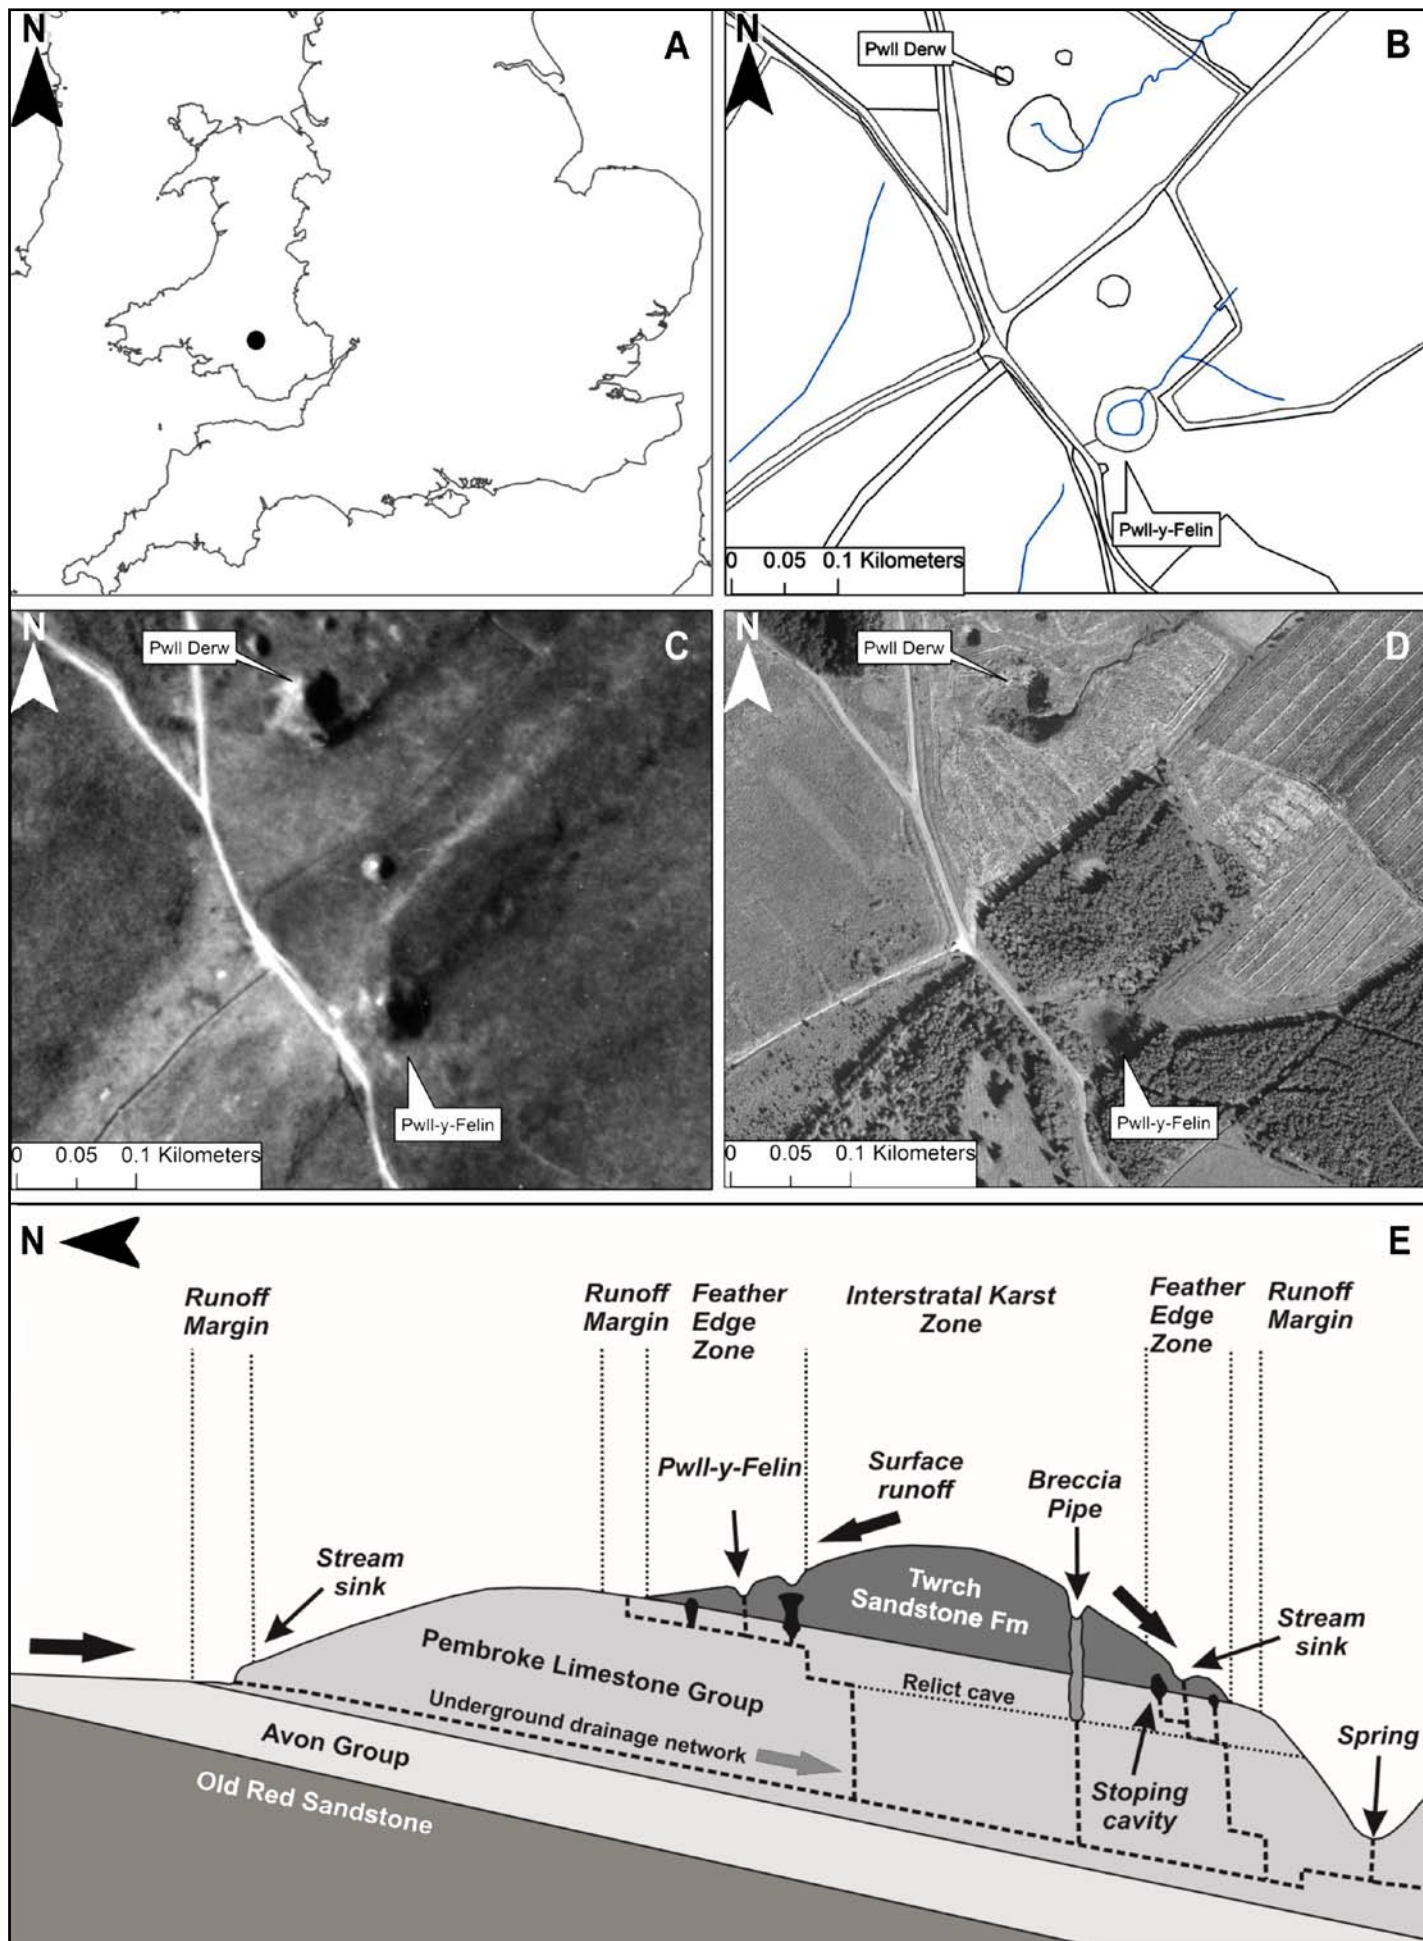 N
A
N
B
Pwll Derw
Pwll-y-Felin
0 0.05 0.1 Kilometers
N
C
Pwll Derw
Pwll-y-Felin
0 0.05 0.1 Kilometers
N
D
Pwll Derw
Pwll-y-Felin
0 0.05 0.1 Kilometers
N
E
Runoff
Margin
Runoff
Margin
Feather
Edge
Zone
Interstratal Karst
Zone
Feather
Edge
Zone
Runoff
Margin
Pwll-y-Felin
Surface
runoff
Breccia
Pipe
Stream
sink
Twrch
Sandstone Fm
Stream
sink
Pembroke Limestone Group
Relict cave
Underground drainage network
Spring
Avon Group
Stoping
cavity
Old Red Sandstone